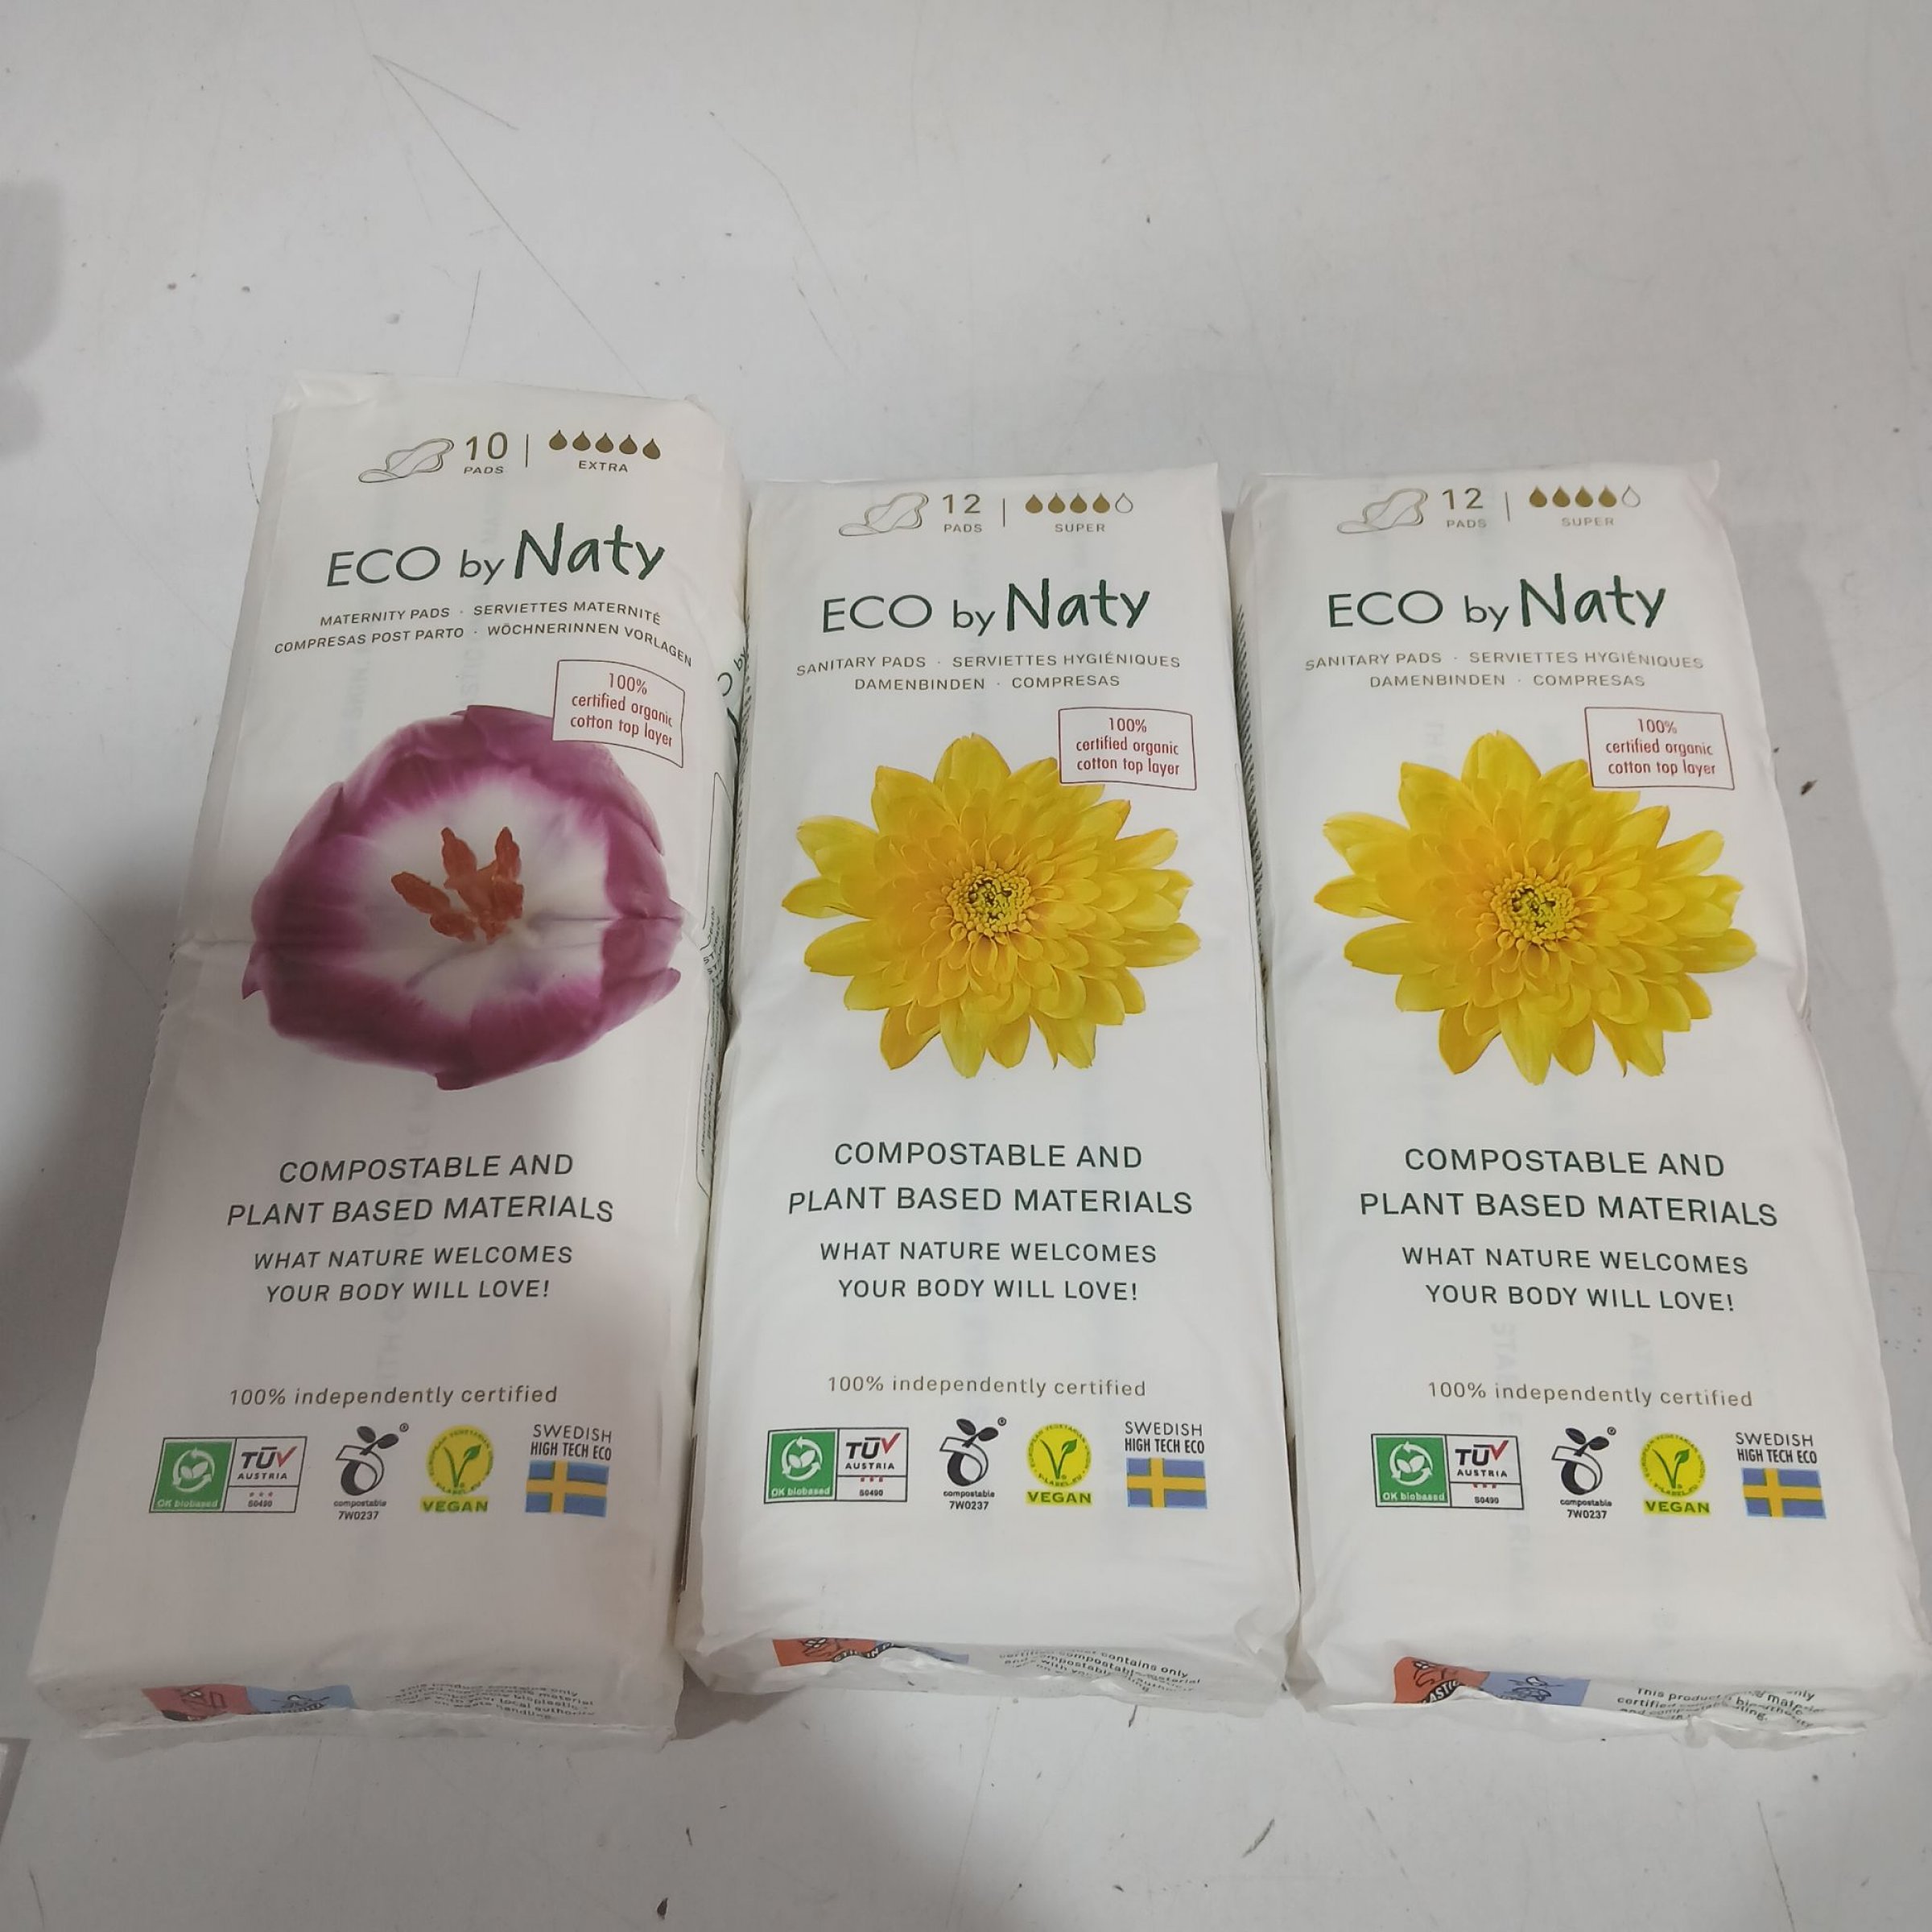 10
PADS
EXTRA
ECO by Naty
MATERNITY PADS · SERVIETTES MATERNITÉ
COMPRESAS POST PARTO · WÖCHNERINNEN VORLAGEN
100%
certified organic
cotton top layer
COMPOSTABLE AND
PLANT BASED MATERIALS
WHAT NATURE WELCOMES
YOUR BODY WILL LOVE!
100% independently certified
OK biobased
TÜV
AUSTRIA
S0490
compostable
7W0237
VEGAN
SWEDISH
HIGH TECH ECO
12
PADS
SUPER
ECO by Naty
SANITARY PADS · SERVIETTES HYGIÉNIQUES
DAMENBINDEN · COMPRESAS
100%
certified organic
cotton top layer
COMPOSTABLE AND
PLANT BASED MATERIALS
WHAT NATURE WELCOMES
YOUR BODY WILL LOVE!
100% independently certified
OK biobased
TÜV
AUSTRIA
S0490
compostable
7W0237
VEGAN
SWEDISH
HIGH TECH ECO
contains only
12
PADS
SUPER
ECO by Naty
SANITARY PADS · SERVIETTES HYGIÉNIQUES
DAMENBINDEN · COMPRESAS
100%
certified organic
cotton top layer
COMPOSTABLE AND
PLANT BASED MATERIALS
WHAT NATURE WELCOMES
YOUR BODY WILL LOVE!
100% independently certified
OK biobased
TÜV
AUSTRIA
S0490
compostable
7W0237
VEGAN
SWEDISH
HIGH TECH ECO
This
certified